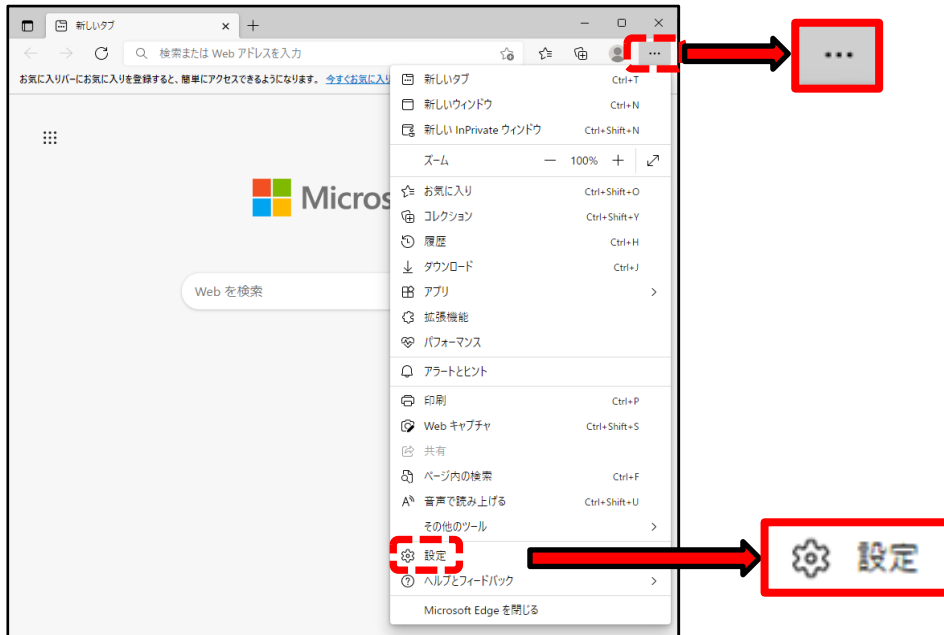 新しいタブ
検索または Web アドレスを入力
お気に入りバーにお気に入りを登録すると、簡単にアクセスできるようになります。 今すぐお気に入り
Micros
Web を検索
新しいタブ Ctrl+T
新しいウィンドウ Ctrl+N
新しい InPrivate ウィンドウ Ctrl+Shift+N
ズーム 100%
お気に入り Ctrl+Shift+O
コレクション Ctrl+Shift+Y
履歴 Ctrl+H
ダウンロード Ctrl+J
アプリ
拡張機能
パフォーマンス
アラートとヒント
印刷 Ctrl+P
Web キャプチャ Ctrl+Shift+S
共有
ページ内の検索 Ctrl+F
音声で読み上げる Ctrl+Shift+U
その他のツール
設定
ヘルプとフィードバック
Microsoft Edge を閉じる
設定